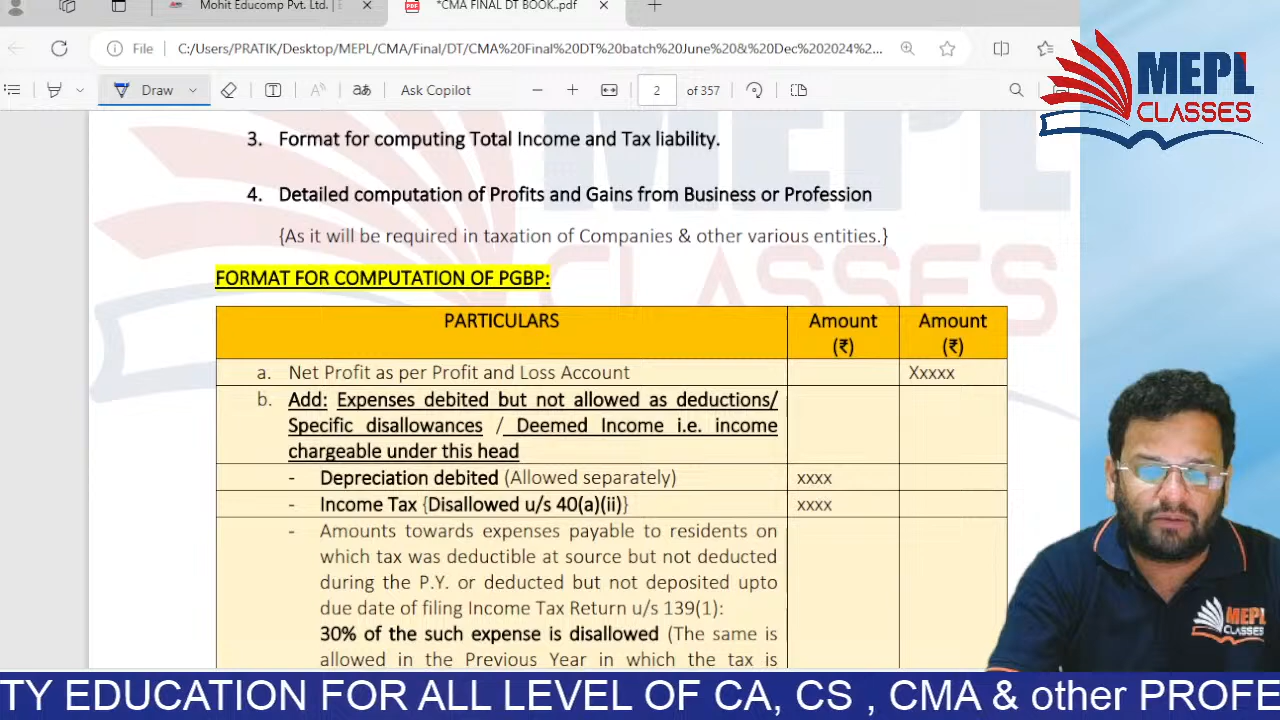 Mohit Educomp Pvt. Ltd. |
*CMA FINAL DT BOOK..pdf
File
C:/Users/PRATIK/Desktop/MEPL/CMA/Final/DT/CMA%20Final%20DT%20batch%20June%20&%20Dec%202024%2...
Draw
Ask Copilot
2
of 357
MEPL
CLASSES
3. Format for computing Total Income and Tax liability.
4. Detailed computation of Profits and Gains from Business or Profession
{As it will be required in taxation of Companies & other various entities.}
FORMAT FOR COMPUTATION OF PGBP:
PARTICULARS
Amount
(₹)
Amount
(₹)
a. Net Profit as per Profit and Loss Account
Xxxxx
b. Add: Expenses debited but not allowed as deductions/
Specific disallowances / Deemed Income i.e. income
chargeable under this head
- Depreciation debited (Allowed separately)
xxxx
- Income Tax {Disallowed u/s 40(a)(ii)}
xxxx
- Amounts towards expenses payable to residents on
which tax was deductible at source but not deducted
during the P.Y. or deducted but not deposited upto
due date of filing Income Tax Return u/s 139(1):
30% of the such expense is disallowed (The same is
allowed in the Previous Year in which the tax is
MEPL
CLASSES
MEPL
CLASSES
TY EDUCATION FOR ALL LEVEL OF CA, CS , CMA & other PROFE